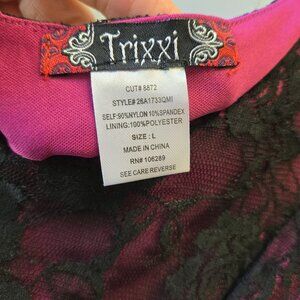 Trixxi
CUT# 8872
STYLE# 26A1733QMI
SELF:90%NYLON 10%SPANDEX
LINING:100%POLYESTER
SIZE : L
MADE IN CHINA
RN# 106289
SEE CARE REVERSE